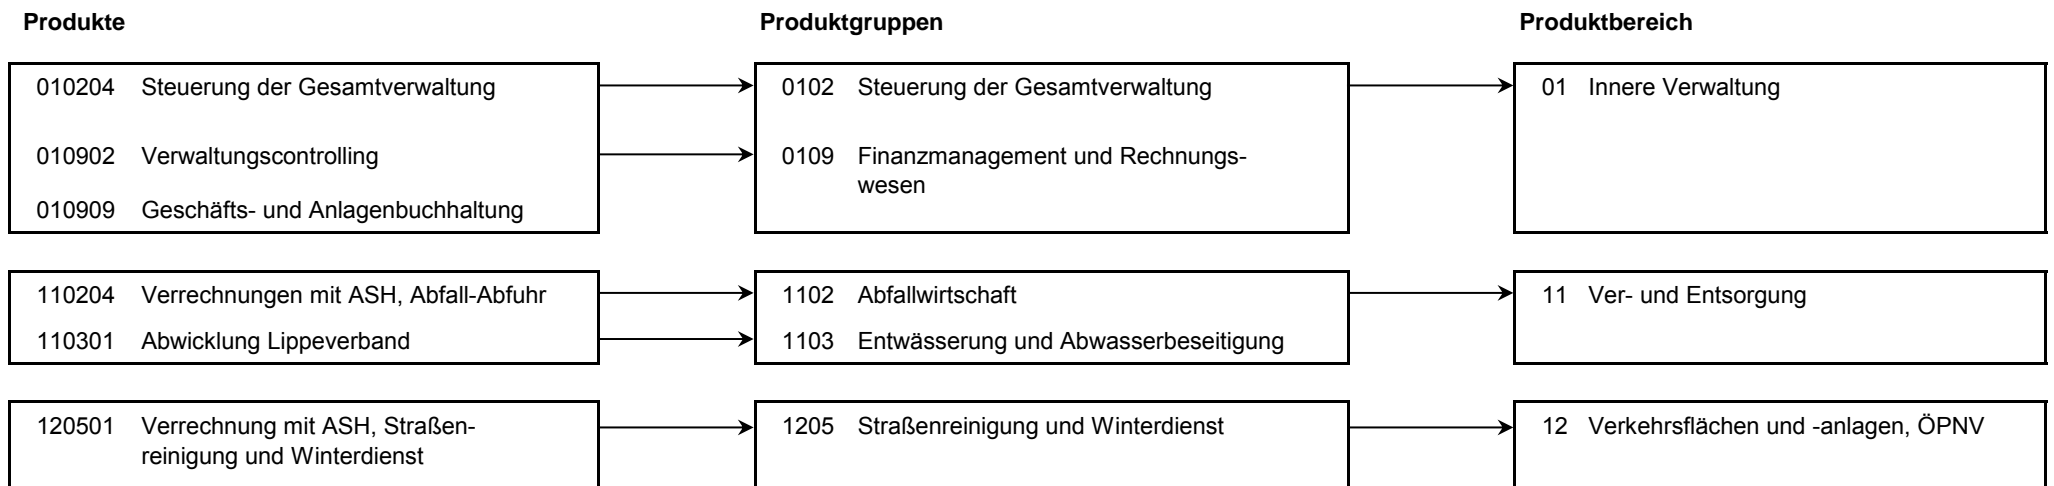 Produkte Produktgruppen Produktbereich
010204 Steuerung der Gesamtverwaltung 0102 Steuerung der Gesamtverwaltung 01 Innere Verwaltung
010902 Verwaltungscontrolling 0109 Finanzmanagement und Rechnungs-
wesen
010909 Geschäfts- und Anlagenbuchhaltung
110204 Verrechnungen mit ASH, Abfall-Abfuhr 1102 Abfallwirtschaft 11 Ver- und Entsorgung
110301 Abwicklung Lippeverband 1103 Entwässerung und Abwasserbeseitigung
120501 Verrechnung mit ASH, Straßen- 1205 Straßenreinigung und Winterdienst 12 Verkehrsflächen und -anlagen, ÖPNV
reinigung und Winterdienst